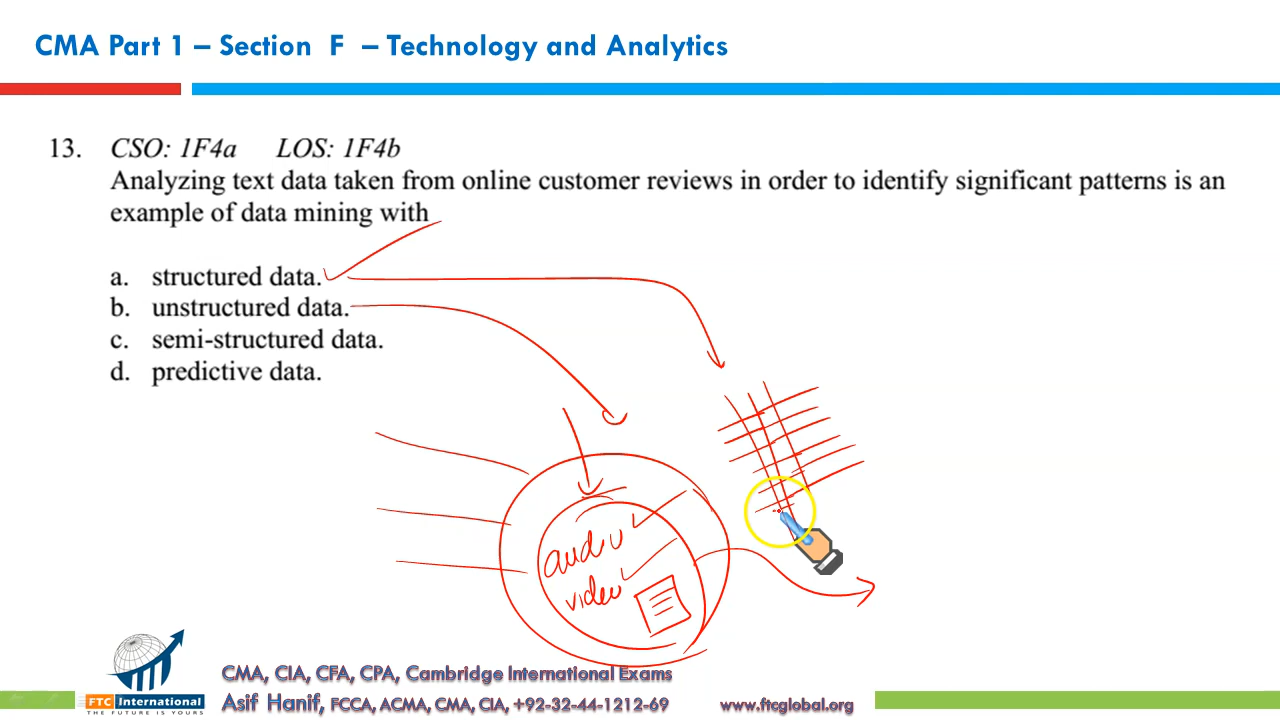 CMA Part 1 – Section F – Technology and Analytics
13. CSO: 1F4a LOS: 1F4b
Analyzing text data taken from online customer reviews in order to identify significant patterns is an
example of data mining with
a. structured data.
b. unstructured data.
c. semi-structured data.
d. predictive data.
audio
video
FTC International
THE FUTURE IS YOURS
CMA, CIA, CFA, CPA, Cambridge International Exams
Asif Hanif, FCCA, ACMA, CMA, CIA, +92-32-44-1212-69
www.ftcglobal.org